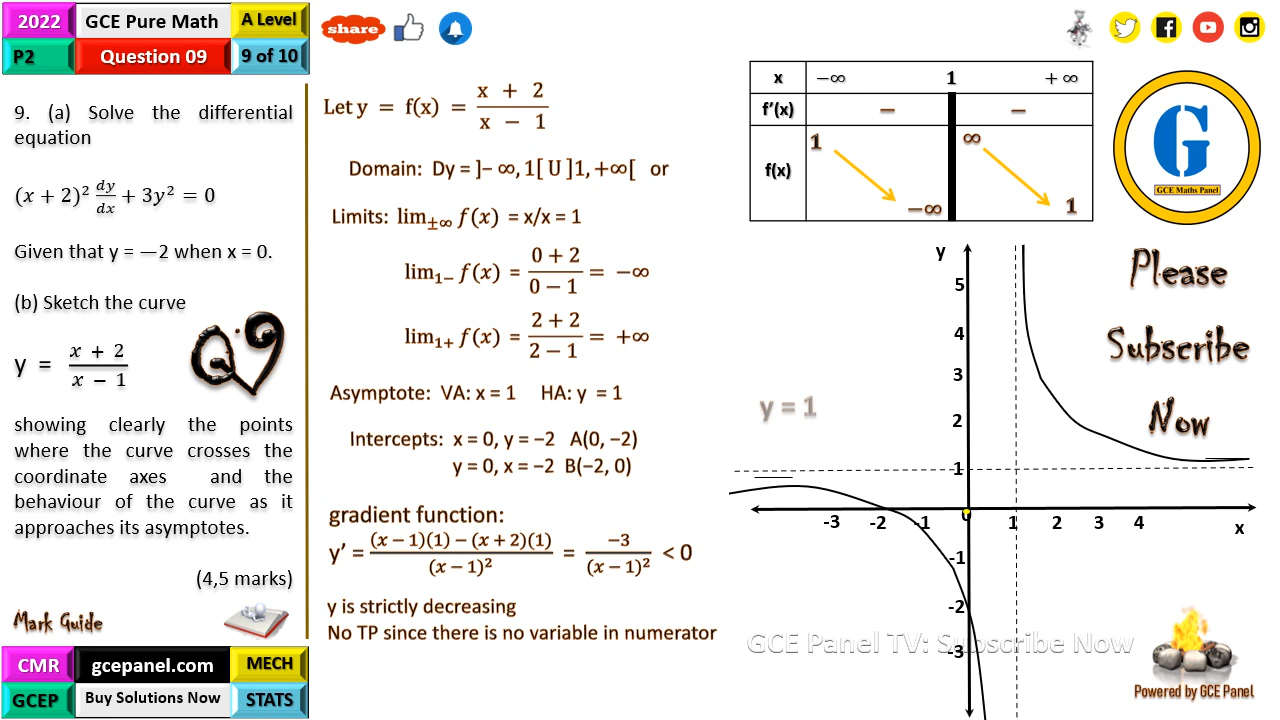 2022
GCE Pure Math
A Level
P2
Question 09
9 of 10
share
9. (a) Solve the differential
equation
(x + 2)² dy/dx + 3y² = 0
Given that y = —2 when x = 0.
(b) Sketch the curve
y = (x + 2)/(x − 1)
Q.9
showing clearly the points
where the curve crosses the
coordinate axes and the
behaviour of the curve as it
approaches its asymptotes.
(4,5 marks)
Mark Guide
CMR
gcepanel.com
MECH
GCEP
Buy Solutions Now
STATS
Let y = f(x) = (x + 2)/(x − 1)
Domain: Dy = ]− ∞, 1[ U ]1, +∞[ or
Limits: lim±∞ f(x) = x/x = 1
lim1− f(x) = (0 + 2)/(0 − 1) = −∞
lim1+ f(x) = (2 + 2)/(2 − 1) = +∞
Asymptote: VA: x = 1 HA: y = 1
Intercepts: x = 0, y = −2 A(0, −2)
y = 0, x = −2 B(−2, 0)
gradient function:
y’ = ((x − 1)(1) − (x + 2)(1))/(x − 1)² = −3/(x − 1)² < 0
y is strictly decreasing
No TP since there is no variable in numerator
x −∞ 1 +∞
f’(x) − −
1 ∞
f(x)
−∞ 1
G
GCE Maths Panel
y
5
4
3
2
1
y = 1
-3 -2 -1 0 1 2 3 4
x
-1
-2
-3
Please
Subscribe
Now
GCE Panel TV: Subscribe Now
Powered by GCE Panel